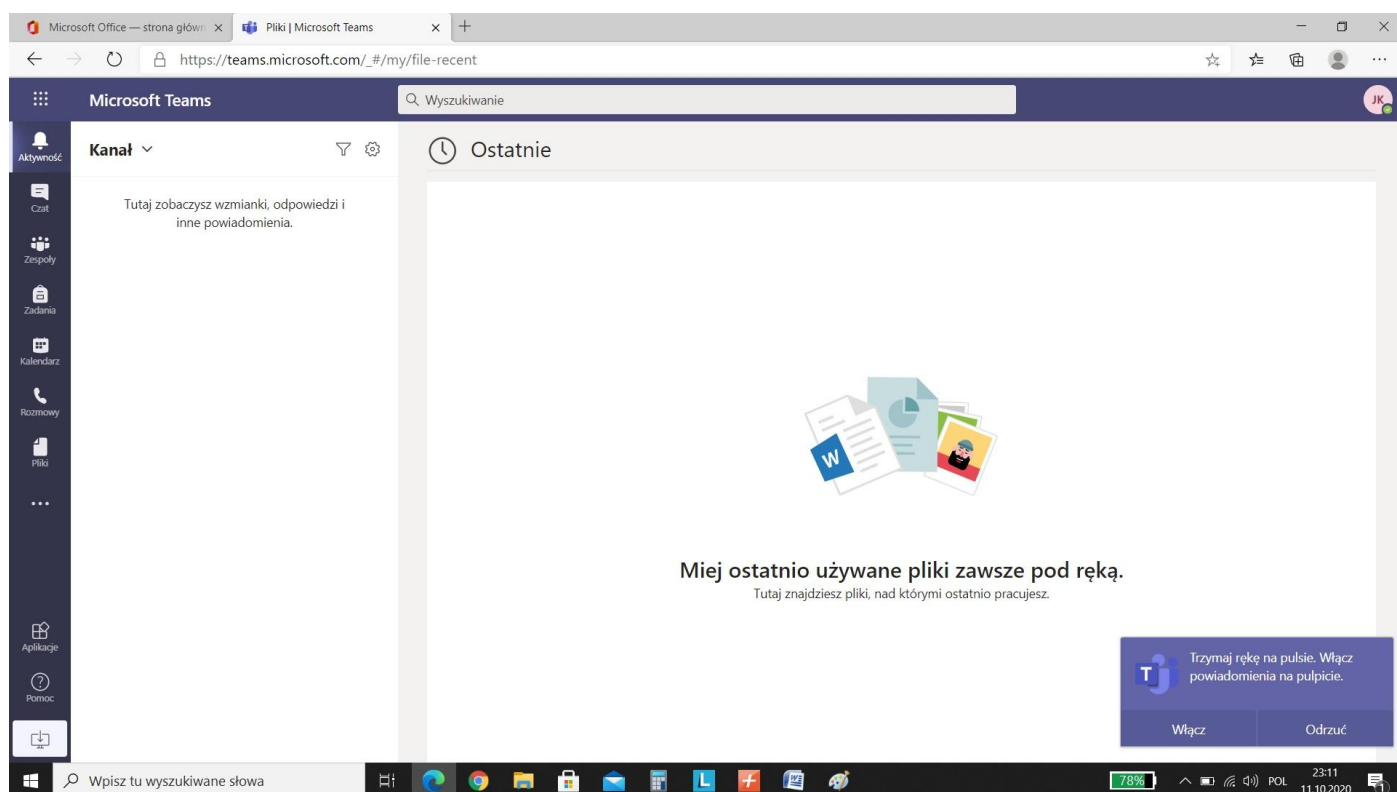 Microsoft Office — strona główn
Pliki | Microsoft Teams
https://teams.microsoft.com/_#/my/file-recent
Microsoft Teams
Wyszukiwanie
JK
Aktywność
Kanał
Ostatnie
Tutaj zobaczysz wzmianki, odpowiedzi i
inne powiadomienia.
Czat
Zespoły
Zadania
Kalendarz
Rozmowy
Pliki
W
Miej ostatnio używane pliki zawsze pod ręką.
Tutaj znajdziesz pliki, nad którymi ostatnio pracujesz.
Aplikacje
Pomoc
T
Trzymaj rękę na pulsie. Włącz
powiadomienia na pulpicie.
Włącz
Odrzuć
Wpisz tu wyszukiwane słowa
L
W
78%
POL
23:11
11.10.2020
1